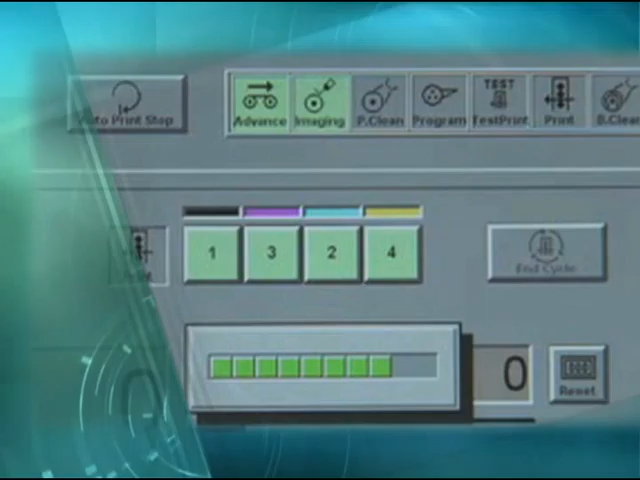 Auto Print Stop
Advance Imaging P.Clean Program TestPrint Print B.Clean
TEST
1 3 2 4
End Cycle
0
Reset